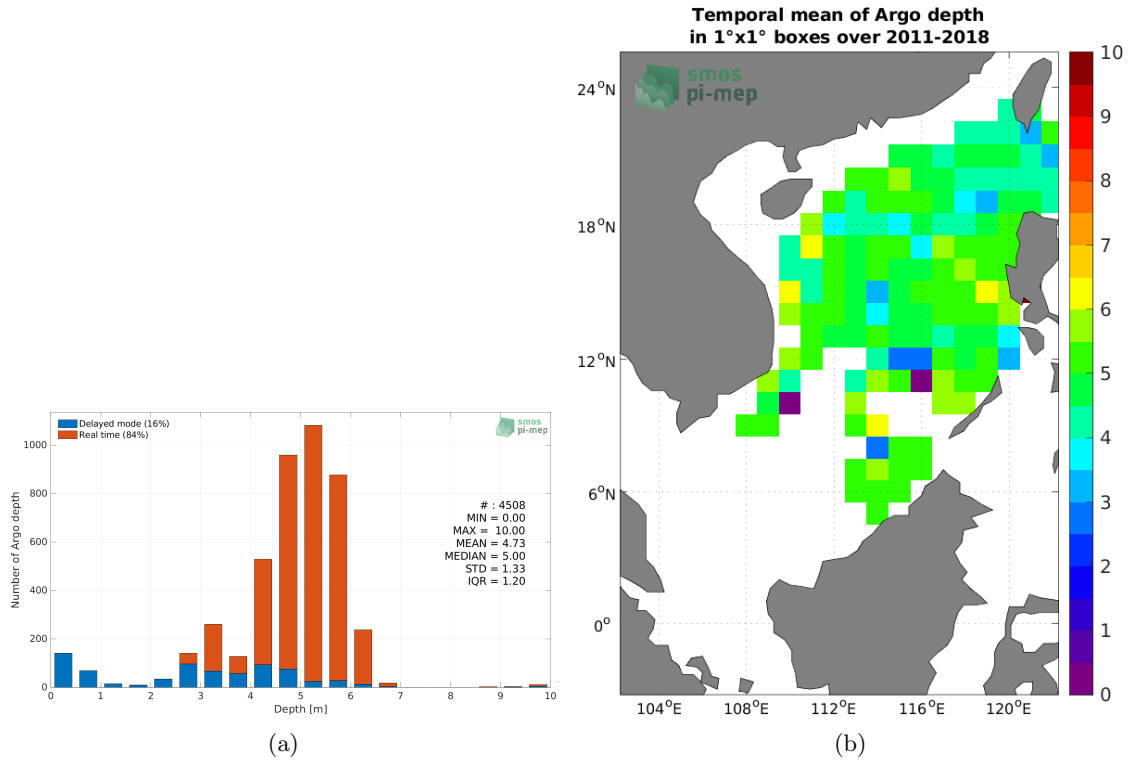 Temporal mean of Argo depth
in 1°x1° boxes over 2011-2018
smos
pi-mep
24°N
18°N
12°N
6°N
0°
104°E
108°E
112°E
116°E
120°E
10
9
8
7
6
5
4
3
2
1
0
Delayed mode (16%)
Real time (84%)
smos
pi-mep
# : 4508
MIN = 0.00
MAX = 10.00
MEAN = 4.73
MEDIAN = 5.00
STD = 1.33
IQR = 1.20
Number of Argo depth
1000
800
600
400
200
0
0 1 2 3 4 5 6 7 8 9 10
Depth [m]
(a)
(b)